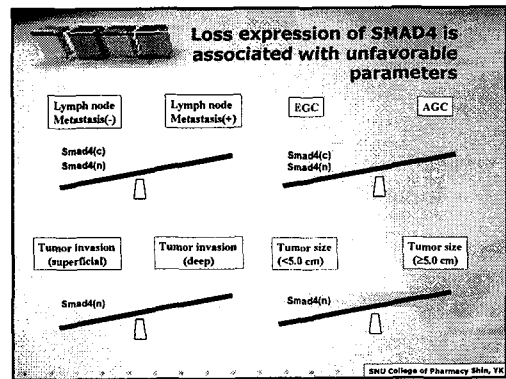 Loss expression of SMAD4 is
associated with unfavorable
parameters
Lymph node
Metastasis(-)
Lymph node
Metastasis(+)
EGC
AGC
Smad4(c)
Smad4(n)
Smad4(c)
Smad4(n)
Tumor invasion
(superficial)
Tumor invasion
(deep)
Tumor size
(<5.0 cm)
Tumor size
(≥5.0 cm)
Smad4(n)
Smad4(n)
SNU College of Pharmacy Shin, YK